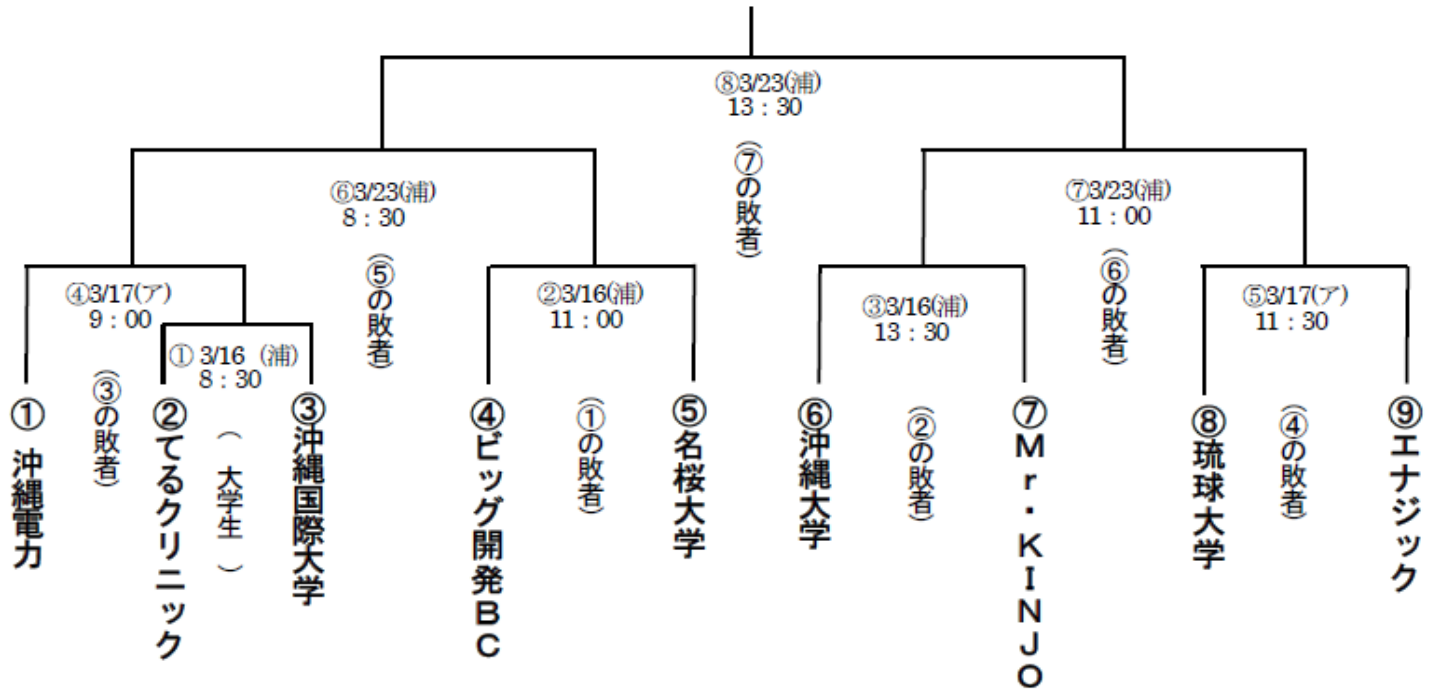 ⑧3/23(浦)
13：30
(⑦の敗者)
⑥3/23(浦)
8：30
(⑤の敗者)
⑦3/23(浦)
11：00
(⑥の敗者)
④3/17(ア)
9：00
(③の敗者)
① 3/16 (浦)
8：30
(大学生)
②3/16(浦)
11：00
(①の敗者)
③3/16(浦)
13：30
(②の敗者)
⑤3/17(ア)
11：30
(④の敗者)
① 沖縄電力
②てるクリニック
③沖縄国際大学
④ビッグ開発BC
⑤名桜大学
⑥沖縄大学
⑦Mr．KINJO
⑧琉球大学
⑨エナジック